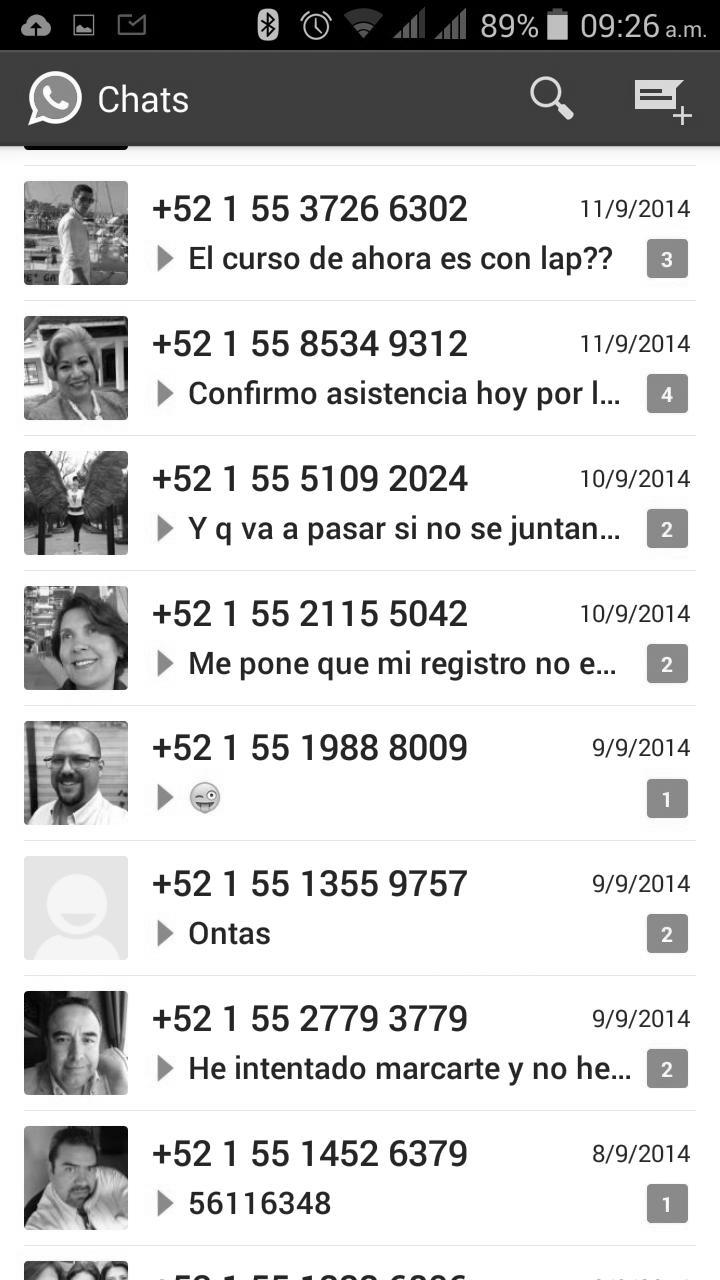 89% 09:26 a.m.
Chats
+52 1 55 3726 6302 11/9/2014
El curso de ahora es con lap?? 3
+52 1 55 8534 9312 11/9/2014
Confirmo asistencia hoy por l... 4
+52 1 55 5109 2024 10/9/2014
Y q va a pasar si no se juntan... 2
+52 1 55 2115 5042 10/9/2014
Me pone que mi registro no e... 2
+52 1 55 1988 8009 9/9/2014
😜 1
+52 1 55 1355 9757 9/9/2014
Ontas 2
+52 1 55 2779 3779 9/9/2014
He intentado marcarte y no he... 2
+52 1 55 1452 6379 8/9/2014
56116348 1
+52 1 55